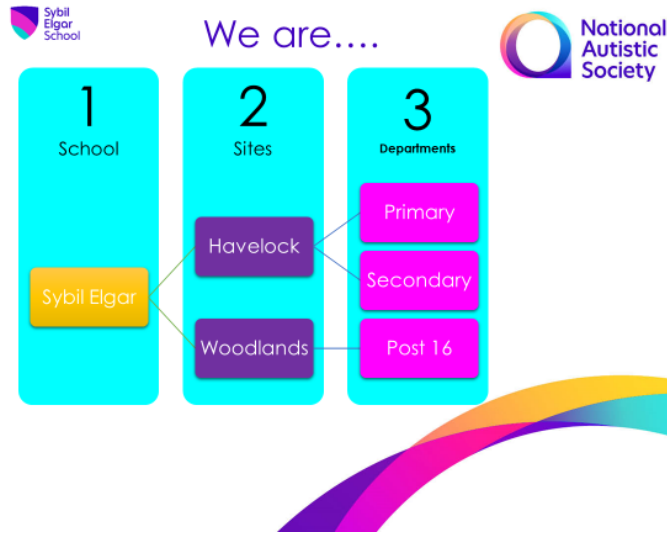 Sybil
Elgar
School
We are....
National
Autistic
Society
1
School
2
Sites
3
Departments
Sybil Elgar
Havelock
Woodlands
Primary
Secondary
Post 16